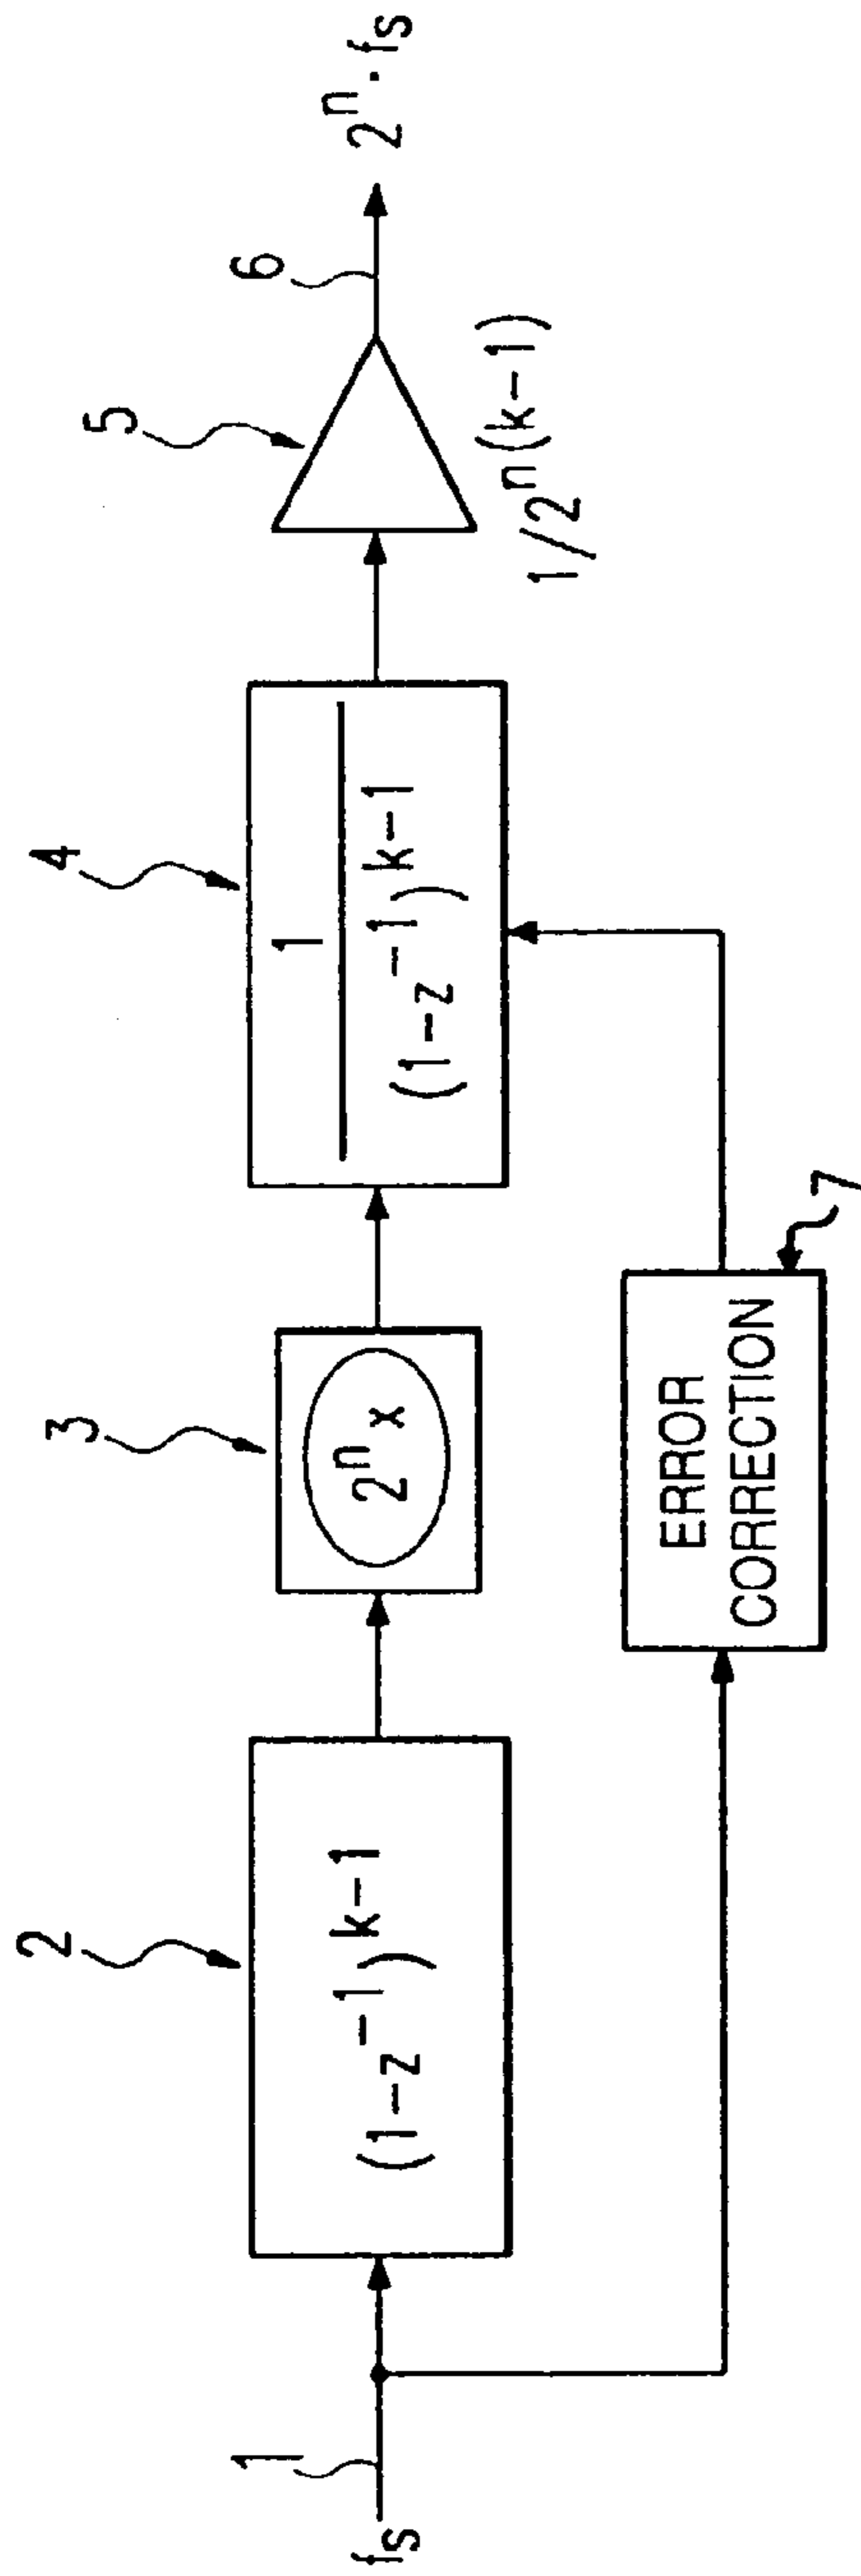 1
fs
2
(1-z⁻¹)ᵏ⁻¹
3
2ⁿ x
4
1
(1-z⁻¹)ᵏ⁻¹
5
1/2ⁿ(k-1)
6
2ⁿ·fs
ERROR
CORRECTION
7